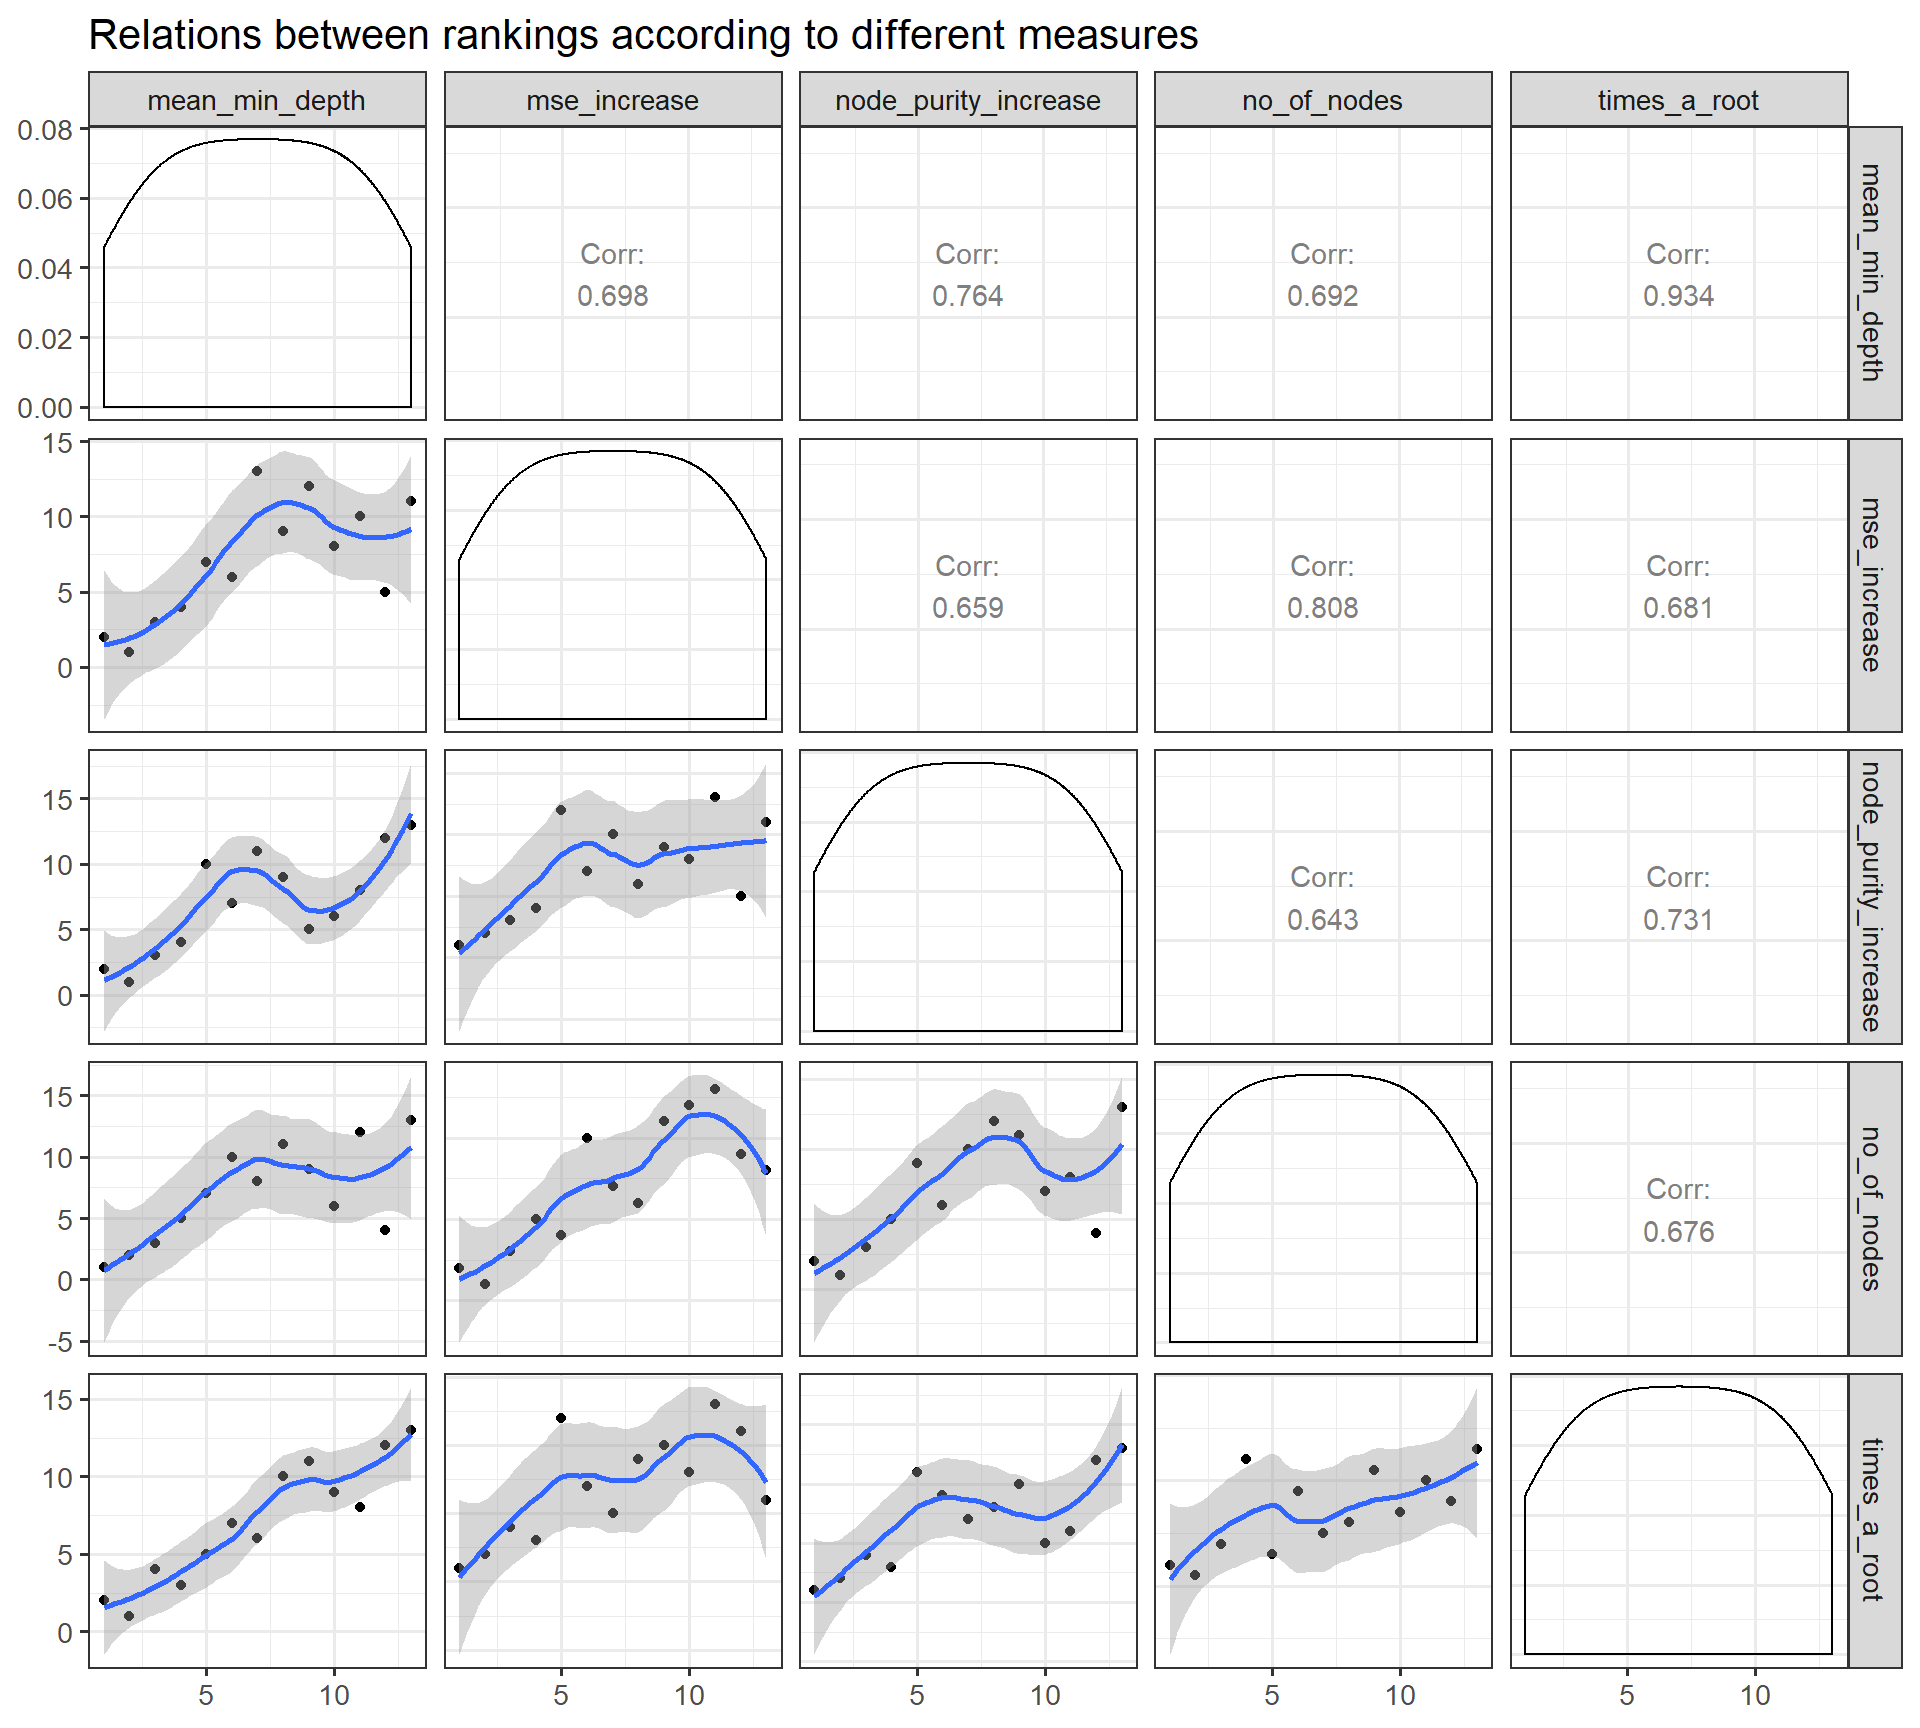 Relations between rankings according to different measures
mean_min_depth
mse_increase
node_purity_increase
no_of_nodes
times_a_root
0.08
0.06
0.04
0.02
0.00
Corr:
0.698
Corr:
0.764
Corr:
0.692
Corr:
0.934
mean_min_depth
15
10
5
0
Corr:
0.659
Corr:
0.808
Corr:
0.681
mse_increase
15
10
5
0
Corr:
0.643
Corr:
0.731
node_purity_increase
15
10
5
0
-5
Corr:
0.676
no_of_nodes
15
10
5
0
times_a_root
5 10
5 10
5 10
5 10
5 10